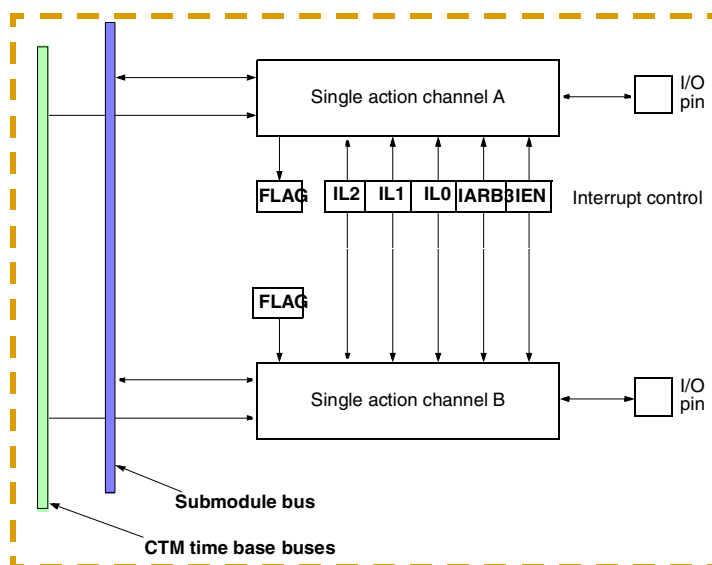 Single action channel A
I/O
pin
FLAG
IL2
IL1
IL0
IARB3
IEN
Interrupt control
FLAG
Single action channel B
I/O
pin
Submodule bus
CTM time base buses